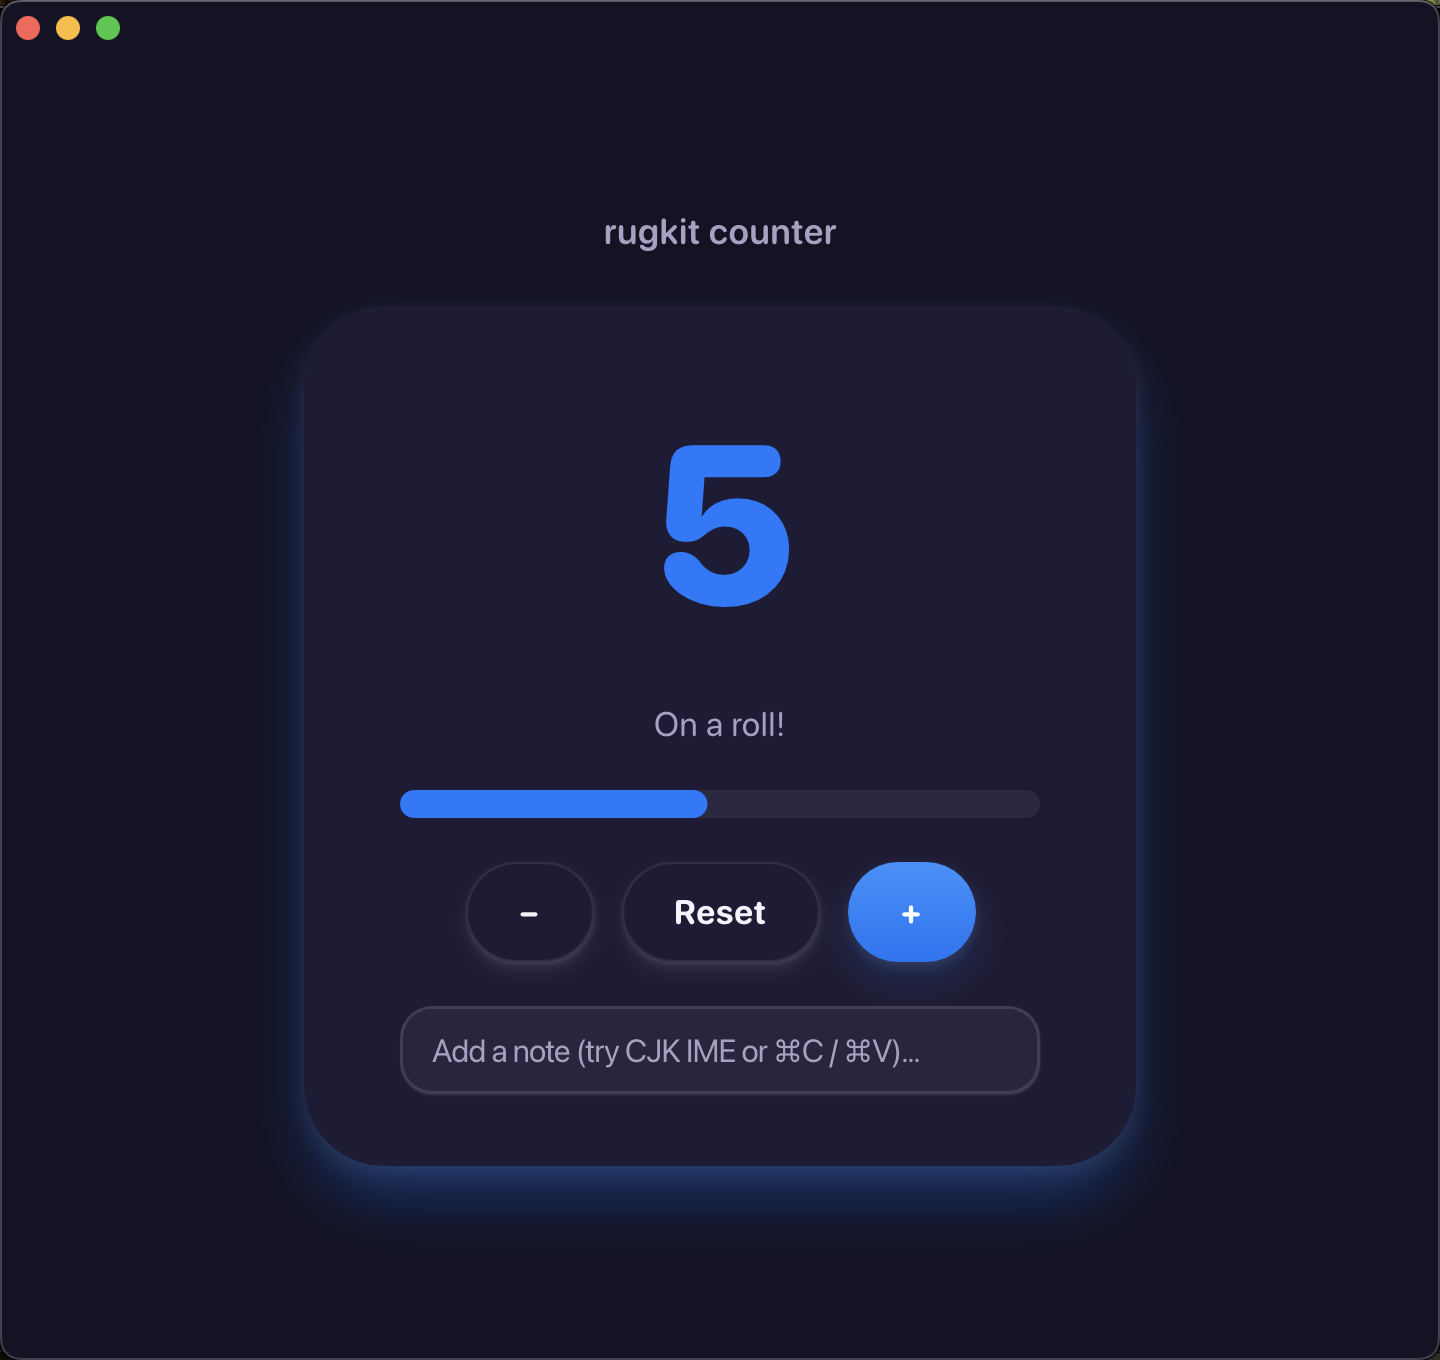 rugkit counter
5
On a roll!
– Reset +
Add a note (try CJK IME or ⌘C / ⌘V)...